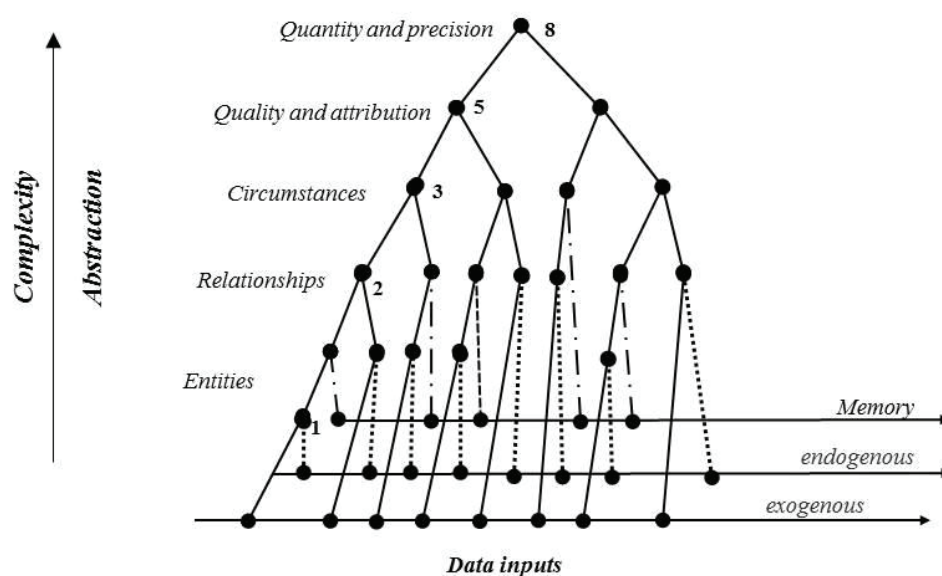 Quantity and precision
8
Quality and attribution
5
Circumstances
3
Relationships
2
Entities
1
Complexity
Abstraction
Memory
endogenous
exogenous
Data inputs